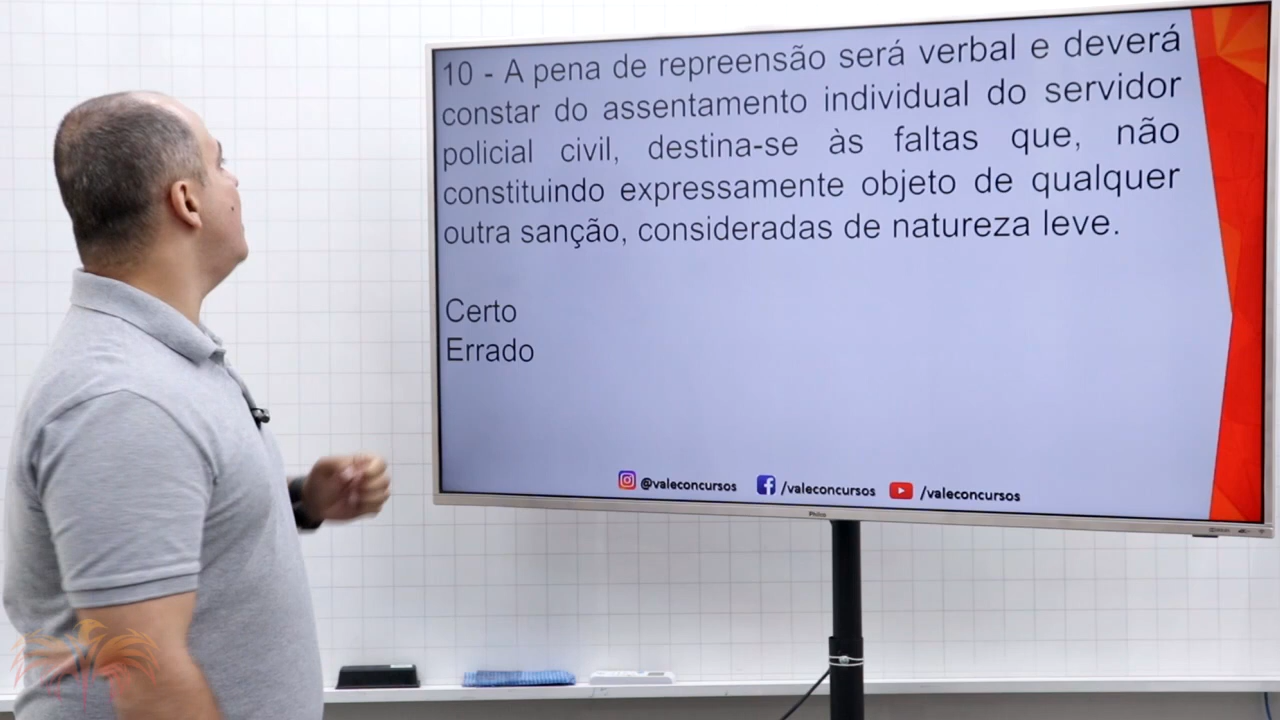 10 - A pena de repreensão será verbal e deverá
constar do assentamento individual do servidor
policial civil, destina-se às faltas que, não
constituindo expressamente objeto de qualquer
outra sanção, consideradas de natureza leve.
Certo
Errado
@valeconcursos /valeconcursos /valeconcursos
Philco